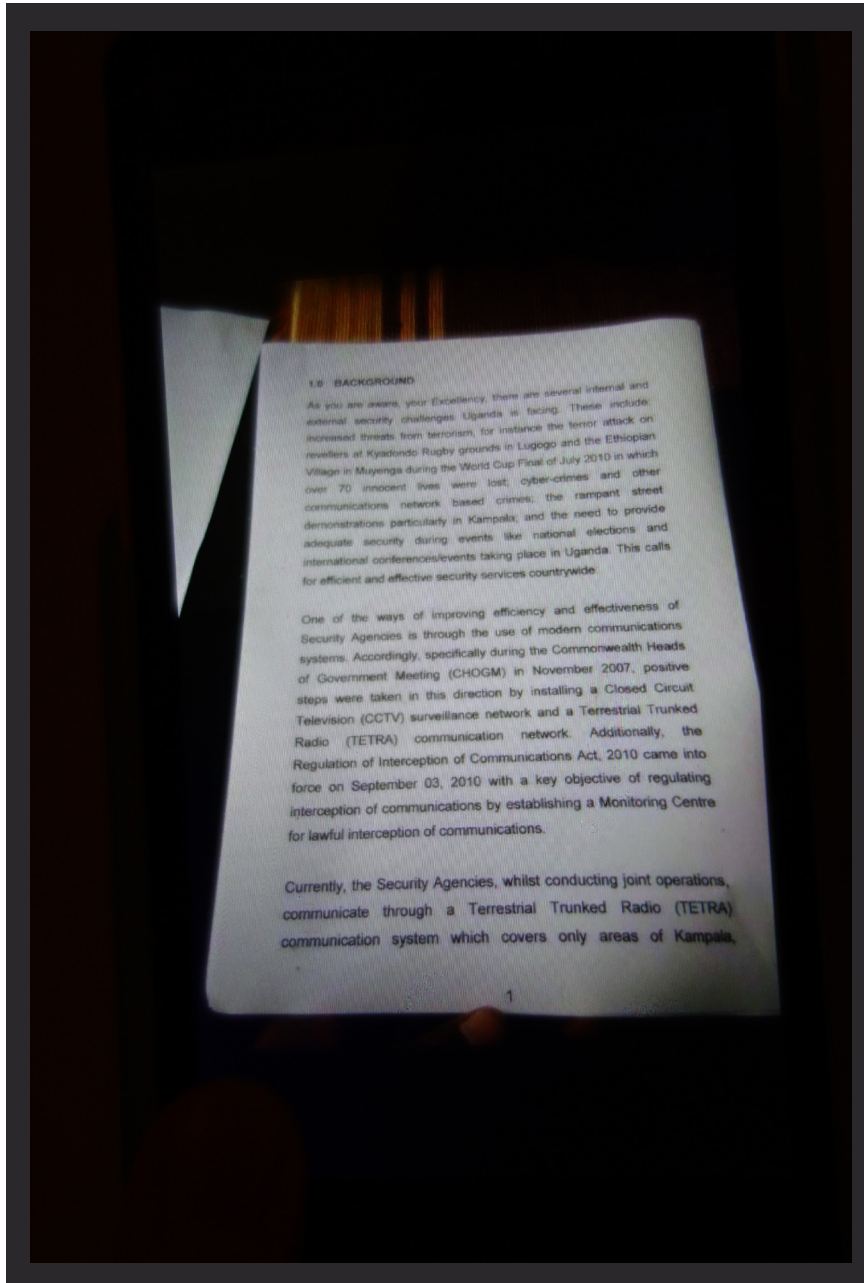 1.0 BACKGROUND
As you are aware, your Excellency, there are several internal and
external security challenges Uganda is facing. These include:
increased threats from terrorism, for instance the terror attack on
revellers at Kyadondo Rugby grounds in Lugogo and the Ethiopian
Village in Muyenga during the World Cup Final of July 2010 in which
over 70 innocent lives were lost; cyber-crimes and other
communications network based crimes; the rampant street
demonstrations particularly in Kampala; and the need to provide
adequate security during events like national elections and
international conferences/events taking place in Uganda. This calls
for efficient and effective security services countrywide.
One of the ways of improving efficiency and effectiveness of
Security Agencies is through the use of modern communications
systems. Accordingly, specifically during the Commonwealth Heads
of Government Meeting (CHOGM) in November 2007, positive
steps were taken in this direction by installing a Closed Circuit
Television (CCTV) surveillance network and a Terrestrial Trunked
Radio (TETRA) communication network. Additionally, the
Regulation of Interception of Communications Act, 2010 came into
force on September 03, 2010 with a key objective of regulating
interception of communications by establishing a Monitoring Centre
for lawful interception of communications.
Currently, the Security Agencies, whilst conducting joint operations,
communicate through a Terrestrial Trunked Radio (TETRA)
communication system which covers only areas of Kampala,
1